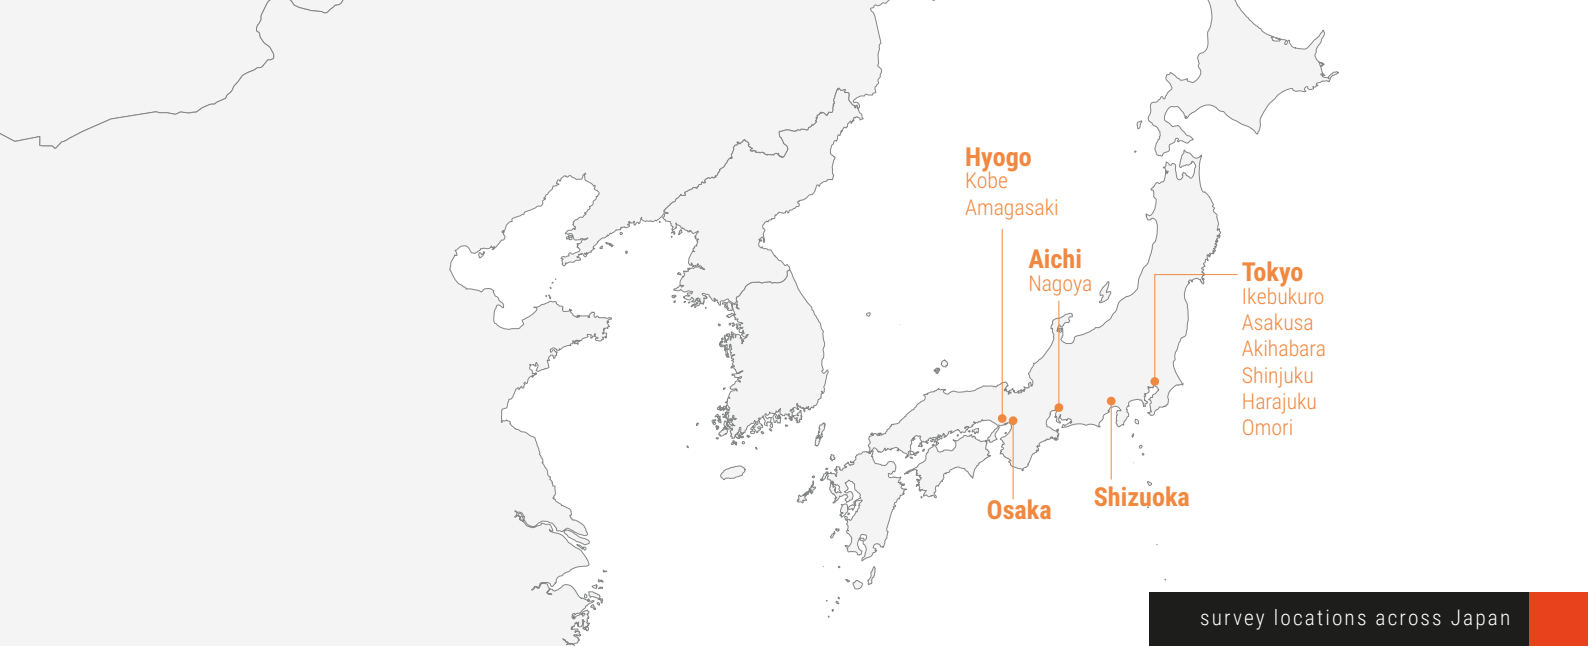 Hyogo
Kobe
Amagasaki
Aichi
Nagoya
Tokyo
Ikebukuro
Asakusa
Akihabara
Shinjuku
Harajuku
Omori
Osaka
Shizuoka
survey locations across Japan